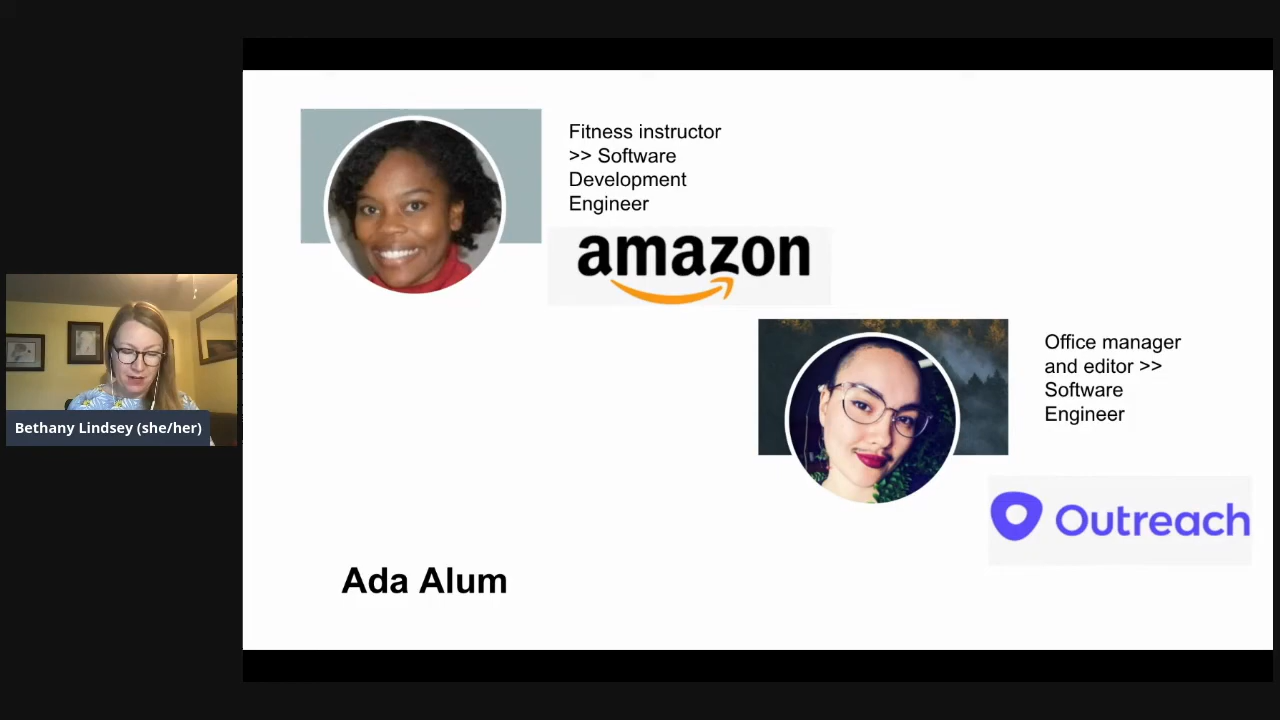 Fitness instructor
>> Software
Development
Engineer
amazon
Office manager
and editor >>
Software
Engineer
Outreach
Bethany Lindsey (she/her)
Ada Alum